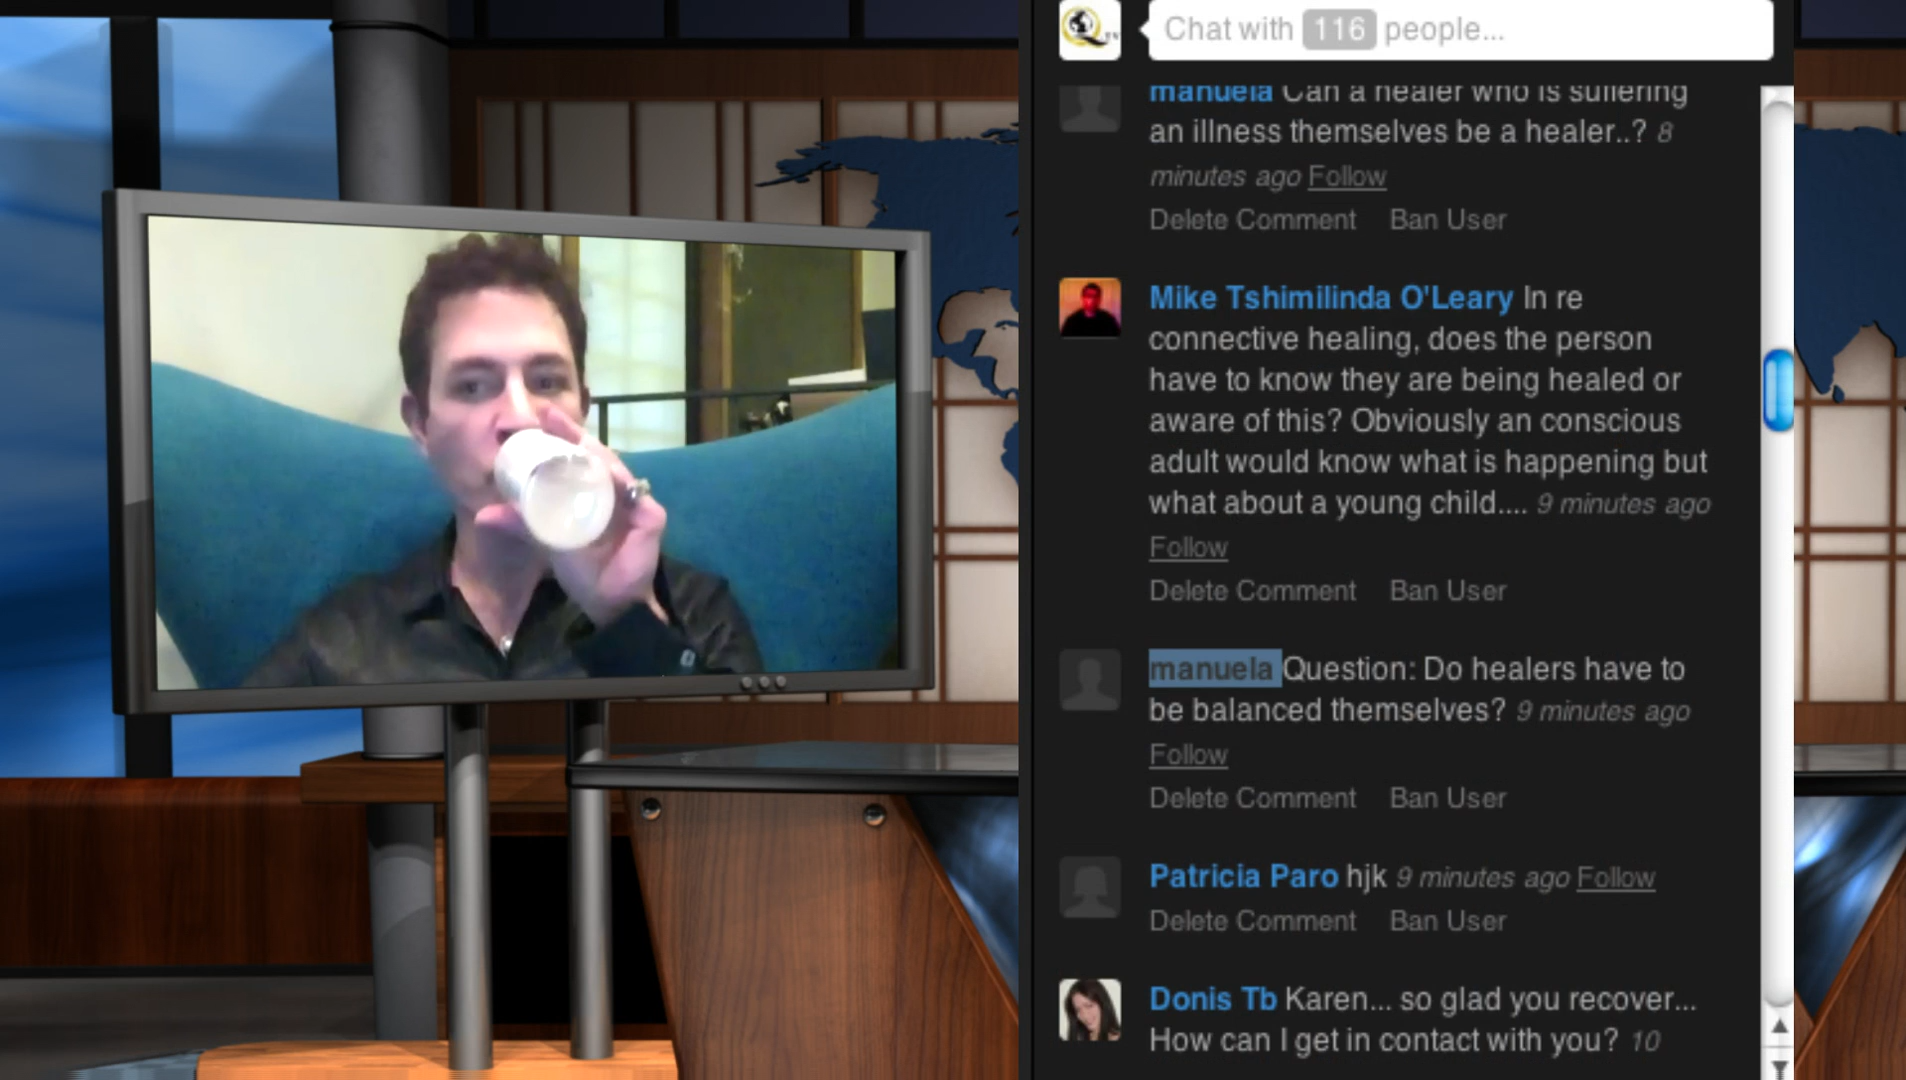 Chat with 116 people...
manuela Can a healer who is suffering
an illness themselves be a healer..? 8
minutes ago Follow
Delete Comment Ban User
Mike Tshimilinda O'Leary In re
connective healing, does the person
have to know they are being healed or
aware of this? Obviously an conscious
adult would know what is happening but
what about a young child.... 9 minutes ago
Follow
Delete Comment Ban User
manuela Question: Do healers have to
be balanced themselves? 9 minutes ago
Follow
Delete Comment Ban User
Patricia Paro hjk 9 minutes ago Follow
Delete Comment Ban User
Donis Tb Karen... so glad you recover...
How can I get in contact with you? 10